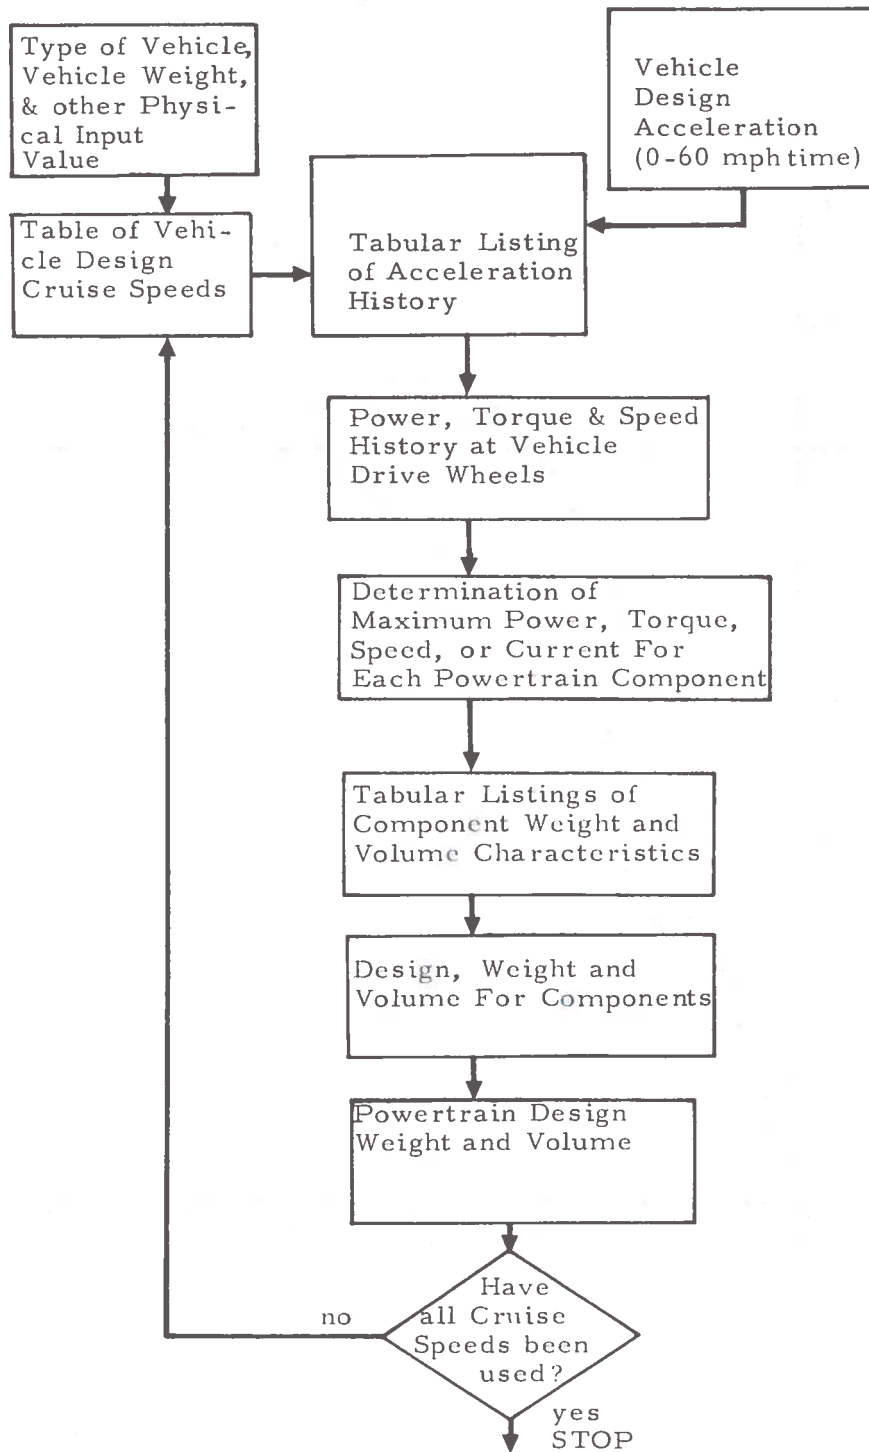 Type of Vehicle,
Vehicle Weight,
& other Physi-
cal Input
Value
Vehicle
Design
Acceleration
(0-60 mph time)
Table of Vehi-
cle Design
Cruise Speeds
Tabular Listing
of Acceleration
History
Power, Torque & Speed
History at Vehicle
Drive Wheels
Determination of
Maximum Power, Torque,
Speed, or Current For
Each Powertrain Component
Tabular Listings of
Component Weight and
Volume Characteristics
Design, Weight and
Volume For Components
Powertrain Design
Weight and Volume
Have
all Cruise
Speeds been
used?
no
yes
STOP